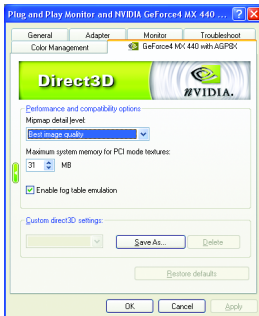 Plug and Play Monitor and NVIDIA GeForce4 MX 440 ...
General Adapter Monitor Troubleshoot
Color Management GeForce4 MX 440 with AGP8X
Direct3D
nVIDIA.
Performance and compatibility options
Mipmap detail level:
Best image quality
Maximum system memory for PCI mode textures:
31 MB
Enable fog table emulation
Custom direct3D settings:
Save As... Delete
Restore defaults
OK Cancel Apply